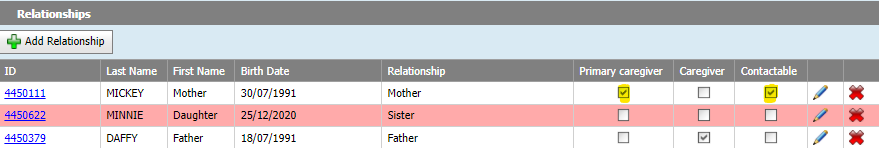 Relationships
Add Relationship
ID Last Name First Name Birth Date Relationship Primary caregiver Caregiver Contactable
4450111 MICKEY Mother 30/07/1991 Mother
4450622 MINNIE Daughter 25/12/2020 Sister
4450379 DAFFY Father 18/07/1991 Father